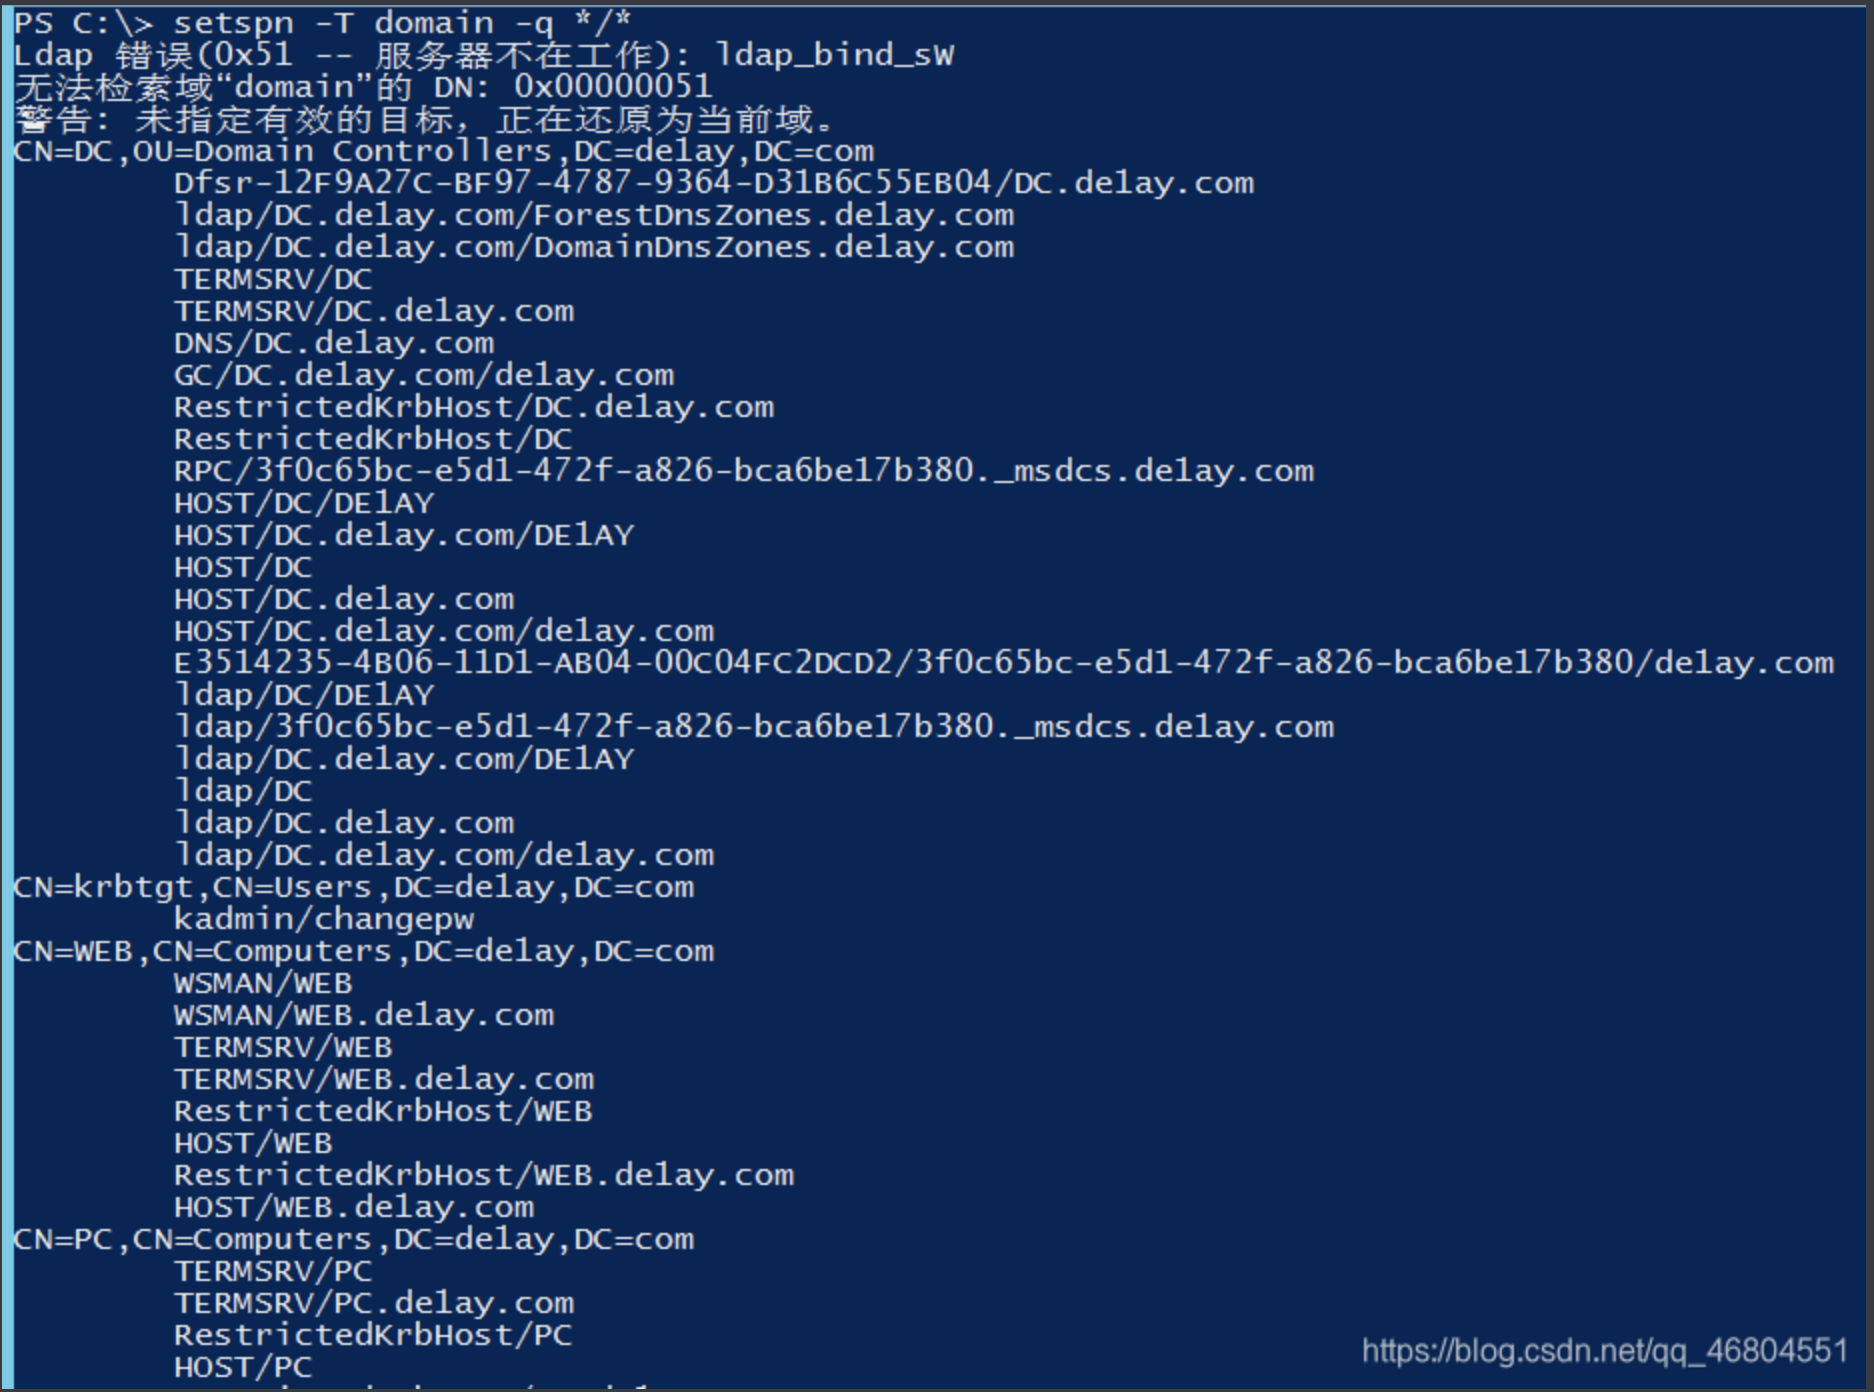 PS C:\> setspn -T domain -q */*
Ldap 错误(0x51 -- 服务器不在工作): ldap_bind_sW
无法检索域“domain”的 DN: 0x00000051
警告: 未指定有效的目标，正在还原为当前域。
CN=DC,OU=Domain Controllers,DC=delay,DC=com
Dfsr-12F9A27C-BF97-4787-9364-D31B6C55EB04/DC.delay.com
ldap/DC.delay.com/ForestDnsZones.delay.com
ldap/DC.delay.com/DomainDnsZones.delay.com
TERMSRV/DC
TERMSRV/DC.delay.com
DNS/DC.delay.com
GC/DC.delay.com/delay.com
RestrictedKrbHost/DC.delay.com
RestrictedKrbHost/DC
RPC/3f0c65bc-e5d1-472f-a826-bca6be17b380._msdcs.delay.com
HOST/DC/DE1AY
HOST/DC.delay.com/DE1AY
HOST/DC
HOST/DC.delay.com
HOST/DC.delay.com/delay.com
E3514235-4B06-11D1-AB04-00C04FC2DCD2/3f0c65bc-e5d1-472f-a826-bca6be17b380/delay.com
ldap/DC/DE1AY
ldap/3f0c65bc-e5d1-472f-a826-bca6be17b380._msdcs.delay.com
ldap/DC.delay.com/DE1AY
ldap/DC
ldap/DC.delay.com
ldap/DC.delay.com/delay.com
CN=krbtgt,CN=Users,DC=delay,DC=com
kadmin/changepw
CN=WEB,CN=Computers,DC=delay,DC=com
WSMAN/WEB
WSMAN/WEB.delay.com
TERMSRV/WEB
TERMSRV/WEB.delay.com
RestrictedKrbHost/WEB
HOST/WEB
RestrictedKrbHost/WEB.delay.com
HOST/WEB.delay.com
CN=PC,CN=Computers,DC=delay,DC=com
TERMSRV/PC
TERMSRV/PC.delay.com
RestrictedKrbHost/PC
HOST/PC
https://blog.csdn.net/qq_46804551